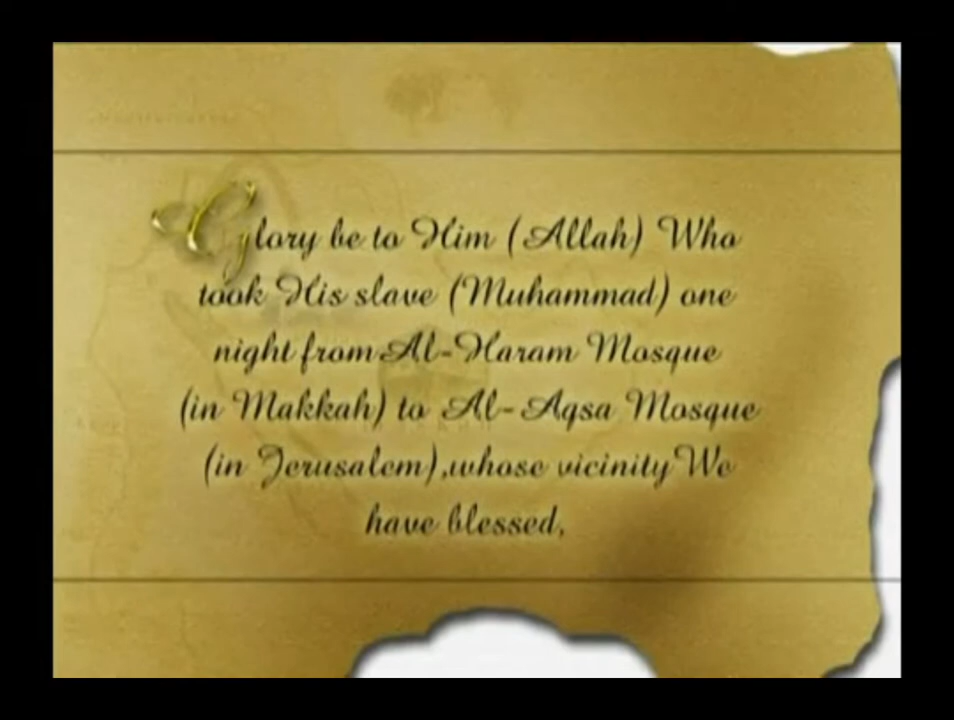 Glory be to Him (Allah) Who
took His slave (Muhammad) one
night from Al-Haram Mosque
(in Makkah) to Al-Aqsa Mosque
(in Jerusalem),whose vicinity We
have blessed,